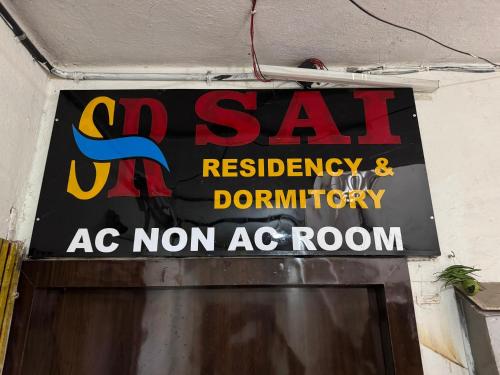 SR SAI
RESIDENCY &
DORMITORY
AC NON AC ROOM